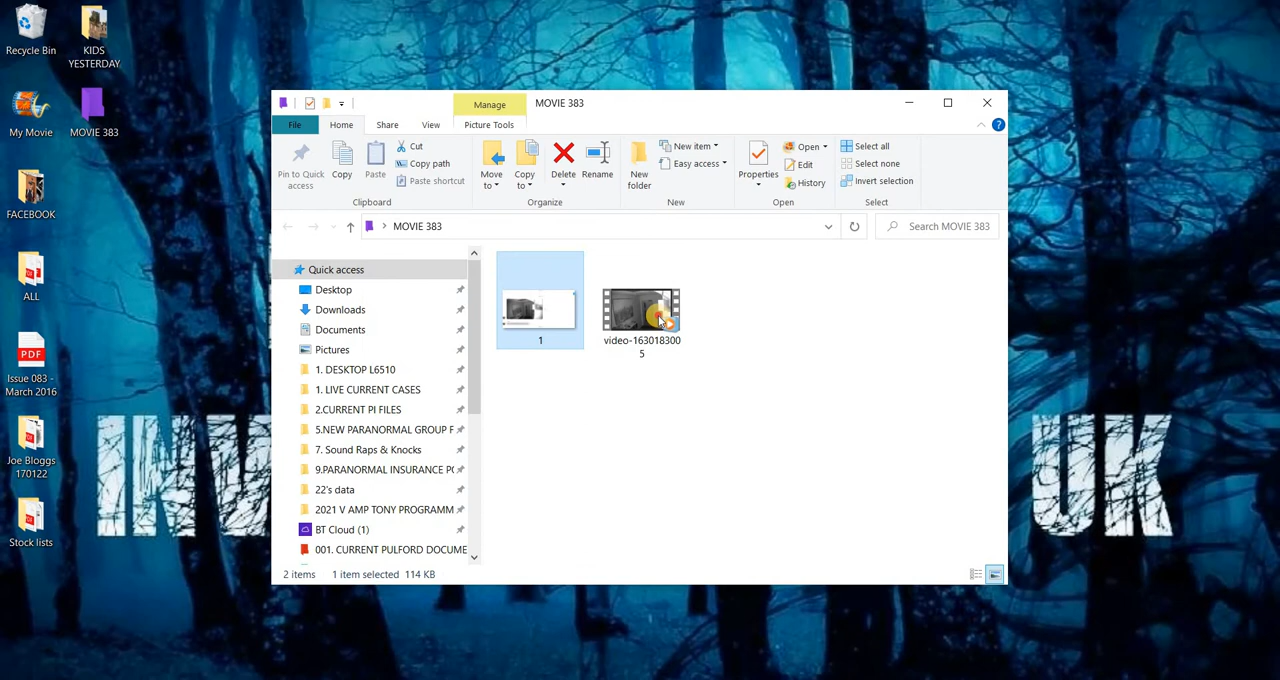 Recycle Bin
KIDS
YESTERDAY
My Movie
MOVIE 383
FACEBOOK
ALL
PDF
Issue 083 -
March 2016
Joe Bloggs
170122
Stock lists
Manage
MOVIE 383
File
Home
Share
View
Picture Tools
Pin to Quick
access
Copy
Paste
Cut
Copy path
Paste shortcut
Clipboard
Move
to
Copy
to
Delete
Rename
Organize
New
folder
New item
Easy access
New
Properties
Open
Edit
History
Open
Select all
Select none
Invert selection
Select
MOVIE 383
Search MOVIE 383
Quick access
Desktop
Downloads
Documents
Pictures
1. DESKTOP L6510
1. LIVE CURRENT CASES
2.CURRENT PI FILES
5.NEW PARANORMAL GROUP F
7. Sound Raps & Knocks
9.PARANORMAL INSURANCE PO
22's data
2021 V AMP TONY PROGRAMM
BT Cloud (1)
001. CURRENT PULFORD DOCUME
1
video-163018300
5
2 items
1 item selected
114 KB
UK